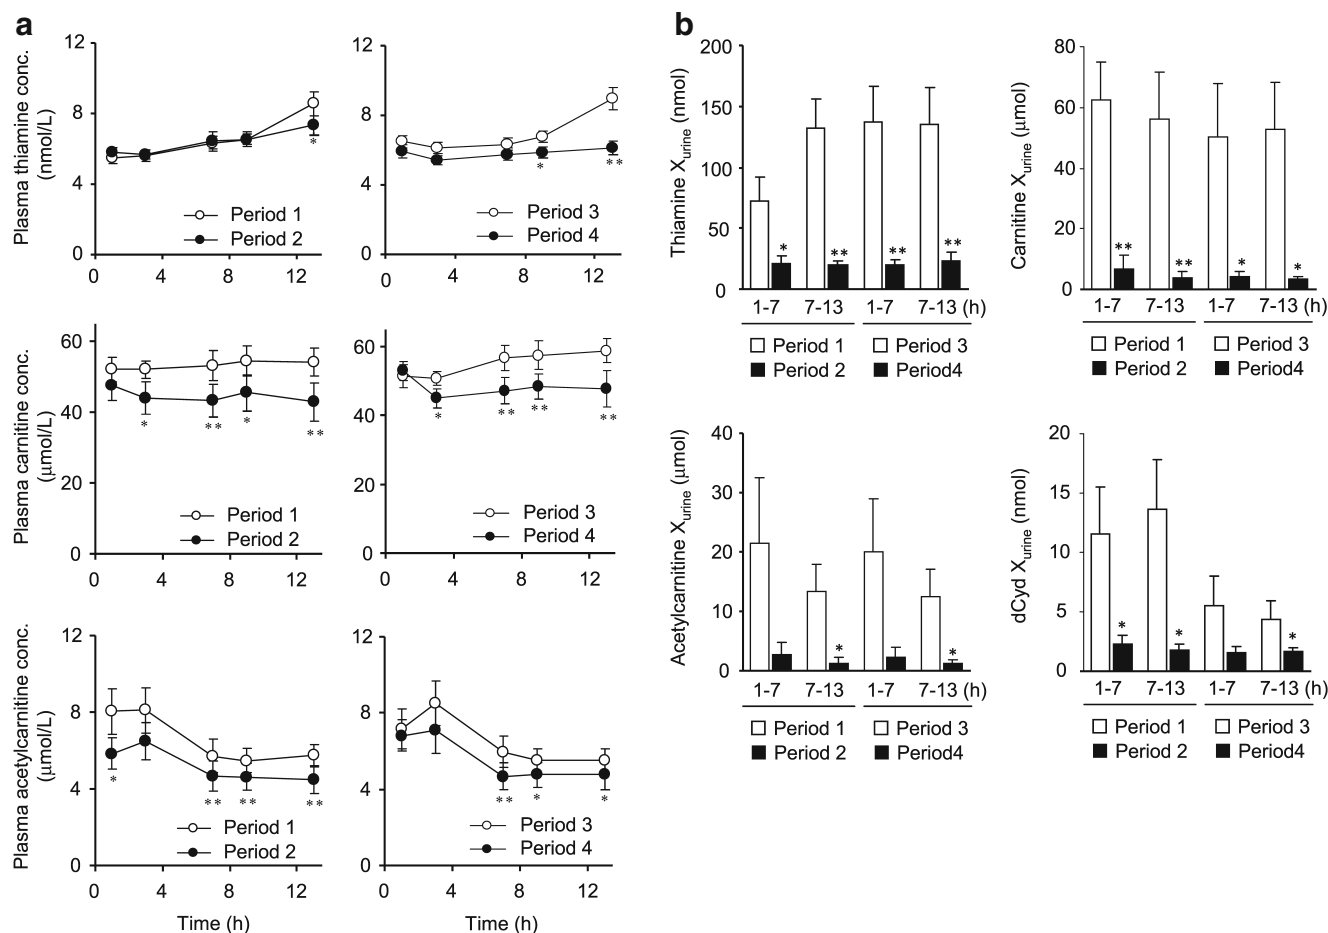 a
Plasma thiamine conc.
(nmol/L)
12
8
4
0
*
Period 1
Period 2
0 4 8 12
12
8
4
0
* **
Period 3
Period 4
0 4 8 12
Plasma carnitine conc.
(μmol/L)
60
40
20
0
* ** * **
Period 1
Period 2
0 4 8 12
60
40
20
0
* ** ** **
Period 3
Period 4
0 4 8 12
Plasma acetylcarnitine conc.
(μmol/L)
12
8
4
0
* ** ** **
Period 1
Period 2
0 4 8 12
Time (h)
12
8
4
0
** * *
Period 3
Period 4
0 4 8 12
Time (h)
b
Thiamine Xurine (nmol)
200
150
100
50
0
* ** ** **
1-7 7-13 1-7 7-13 (h)
Period 1 Period 3
Period 2 Period4
Carnitine Xurine (μmol)
80
60
40
20
0
** ** * *
1-7 7-13 1-7 7-13 (h)
Period 1 Period 3
Period 2 Period4
Acetylcarnitine Xurine (μmol)
40
30
20
10
0
* *
1-7 7-13 1-7 7-13 (h)
Period 1 Period 3
Period 2 Period4
dCyd Xurine (nmol)
20
15
10
5
0
* * *
1-7 7-13 1-7 7-13 (h)
Period 1 Period 3
Period 2 Period4